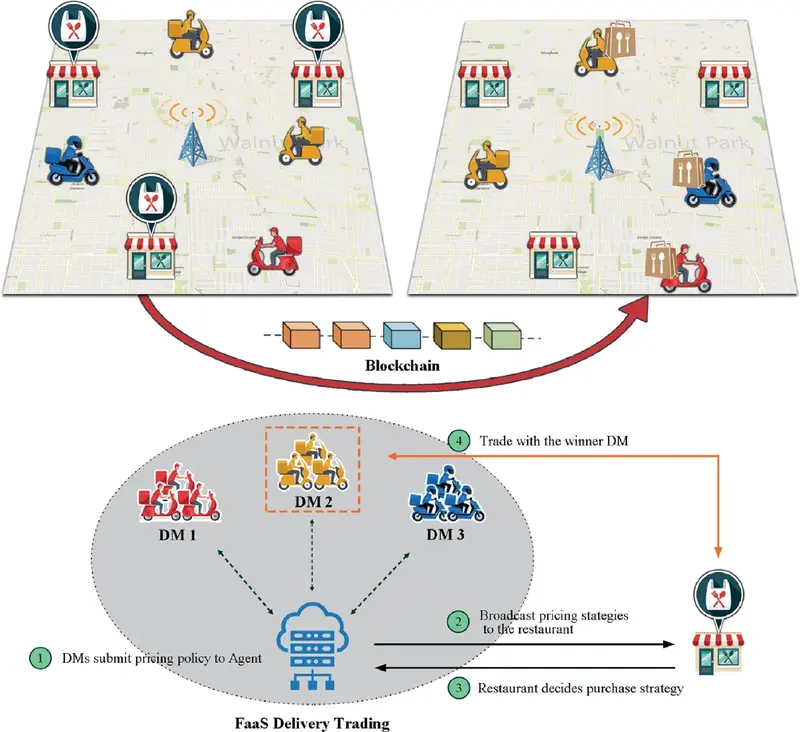 Walnut Park
Walnut Park
Blockchain
4 Trade with the winner DM
DM 1
DM 2
DM 3
2 Broadcast pricing stategies
to the restaurant
1 DMs submit pricing policy to Agent
3 Restaurant decides purchase strategy
FaaS Delivery Trading